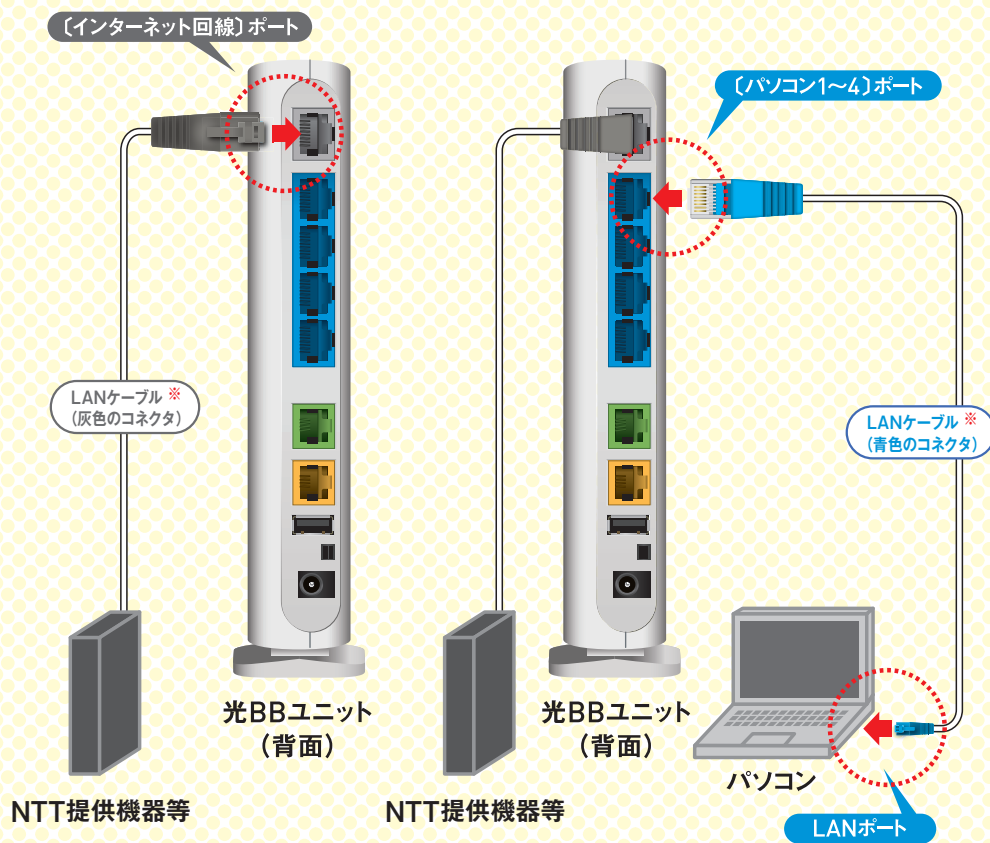 〔インターネット回線〕ポート
LANケーブル ※
（灰色のコネクタ）
光BBユニット
（背面）
NTT提供機器等
〔パソコン1〜4〕ポート
LANケーブル ※
（青色のコネクタ）
光BBユニット
（背面）
パソコン
NTT提供機器等
LANポート